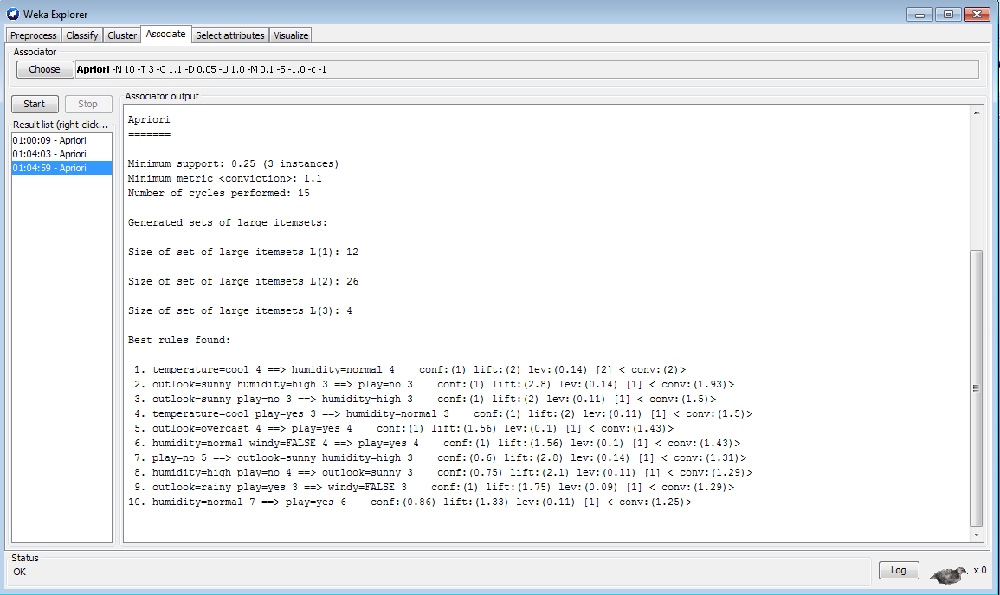 Weka Explorer
Preprocess Classify Cluster Associate Select attributes Visualize
Associator
Choose Apriori -N 10 -T 3 -C 1.1 -D 0.05 -U 1.0 -M 0.1 -S -1.0 -c -1
Start Stop
Result list (right-click...
01:00:09 - Apriori
01:04:03 - Apriori
01:04:59 - Apriori
Associator output
Apriori
=======
Minimum support: 0.25 (3 instances)
Minimum metric <conviction>: 1.1
Number of cycles performed: 15
Generated sets of large itemsets:
Size of set of large itemsets L(1): 12
Size of set of large itemsets L(2): 26
Size of set of large itemsets L(3): 4
Best rules found:
1. temperature=cool 4 ==> humidity=normal 4 conf:(1) lift:(2) lev:(0.14) [2] < conv:(2)>
2. outlook=sunny humidity=high 3 ==> play=no 3 conf:(1) lift:(2.8) lev:(0.14) [1] < conv:(1.93)>
3. outlook=sunny play=no 3 ==> humidity=high 3 conf:(1) lift:(2) lev:(0.11) [1] < conv:(1.5)>
4. temperature=cool play=yes 3 ==> humidity=normal 3 conf:(1) lift:(2) lev:(0.11) [1] < conv:(1.5)>
5. outlook=overcast 4 ==> play=yes 4 conf:(1) lift:(1.56) lev:(0.1) [1] < conv:(1.43)>
6. humidity=normal windy=FALSE 4 ==> play=yes 4 conf:(1) lift:(1.56) lev:(0.1) [1] < conv:(1.43)>
7. play=no 5 ==> outlook=sunny humidity=high 3 conf:(0.6) lift:(2.8) lev:(0.14) [1] < conv:(1.31)>
8. humidity=high play=no 4 ==> outlook=sunny 3 conf:(0.75) lift:(2.1) lev:(0.11) [1] < conv:(1.29)>
9. outlook=rainy play=yes 3 ==> windy=FALSE 3 conf:(1) lift:(1.75) lev:(0.09) [1] < conv:(1.29)>
10. humidity=normal 7 ==> play=yes 6 conf:(0.86) lift:(1.33) lev:(0.11) [1] < conv:(1.25)>
Status
OK
Log x 0